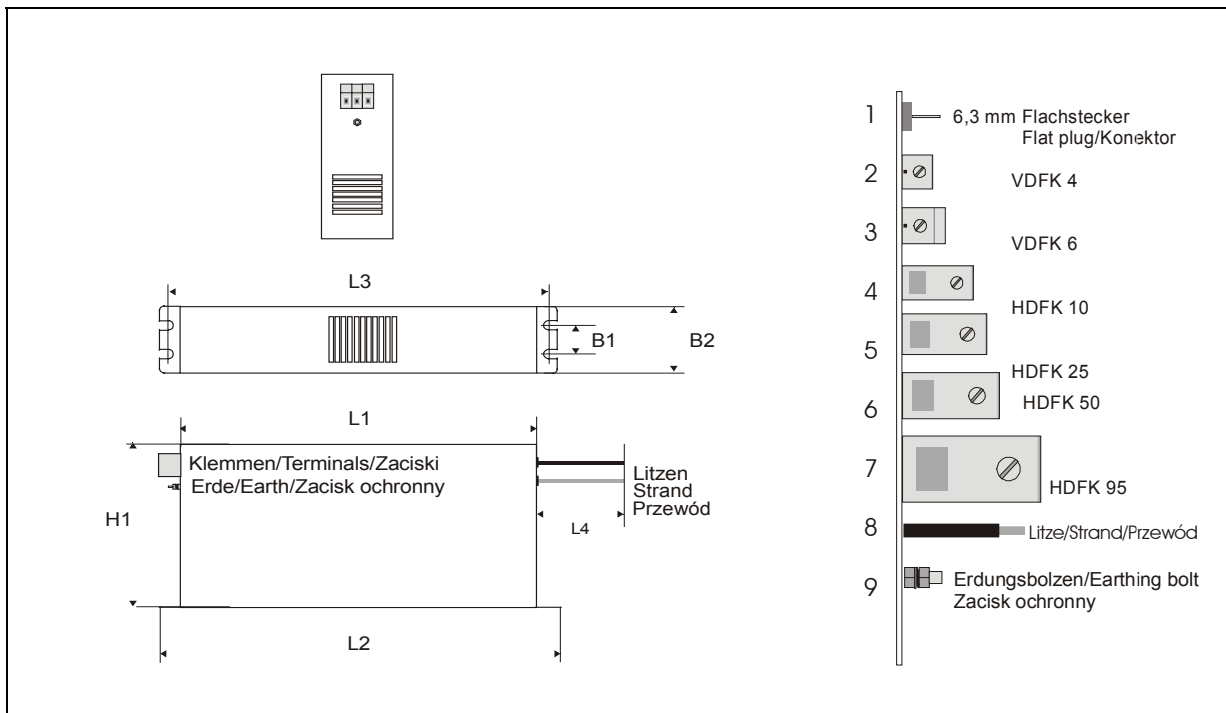 L3
B1
B2
L1
Klemmen/Terminals/Zaciski
Erde/Earth/Zacisk ochronny
H1
Litzen
Strand
Przewód
L4
L2
1
6,3 mm Flachstecker
Flat plug/Konektor
2
VDFK 4
3
VDFK 6
4
HDFK 10
5
HDFK 25
6
HDFK 50
7
HDFK 95
8
Litze/Strand/Przewód
9
Erdungsbolzen/Earthing bolt
Zacisk ochronny